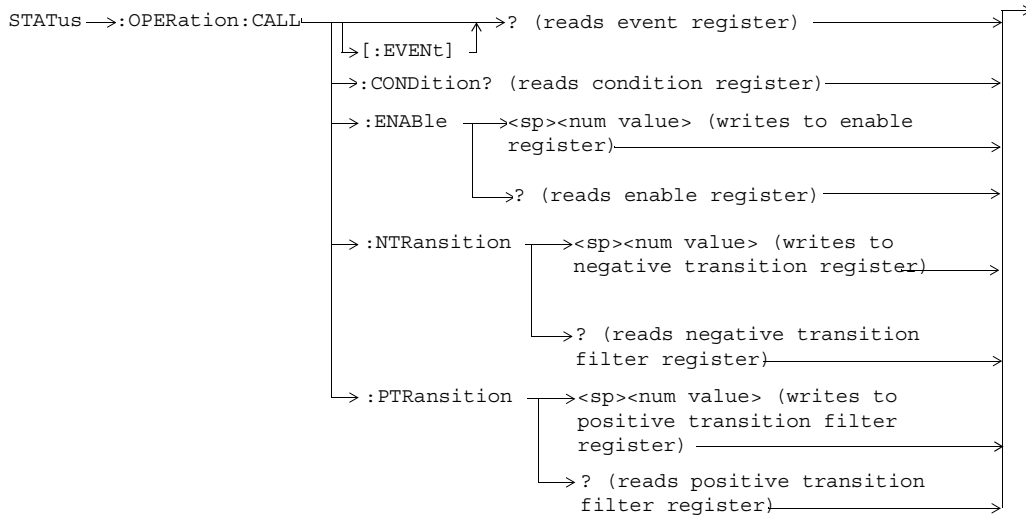 STATus :OPERation:CALL ? (reads event register)
[:EVENt]
:CONDition? (reads condition register)
:ENABle <sp><num value> (writes to enable
register)
? (reads enable register)
:NTRansition <sp><num value> (writes to
negative transition register)
? (reads negative transition
filter register)
:PTRansition <sp><num value> (writes to
positive transition filter
register)
? (reads positive transition
filter register)